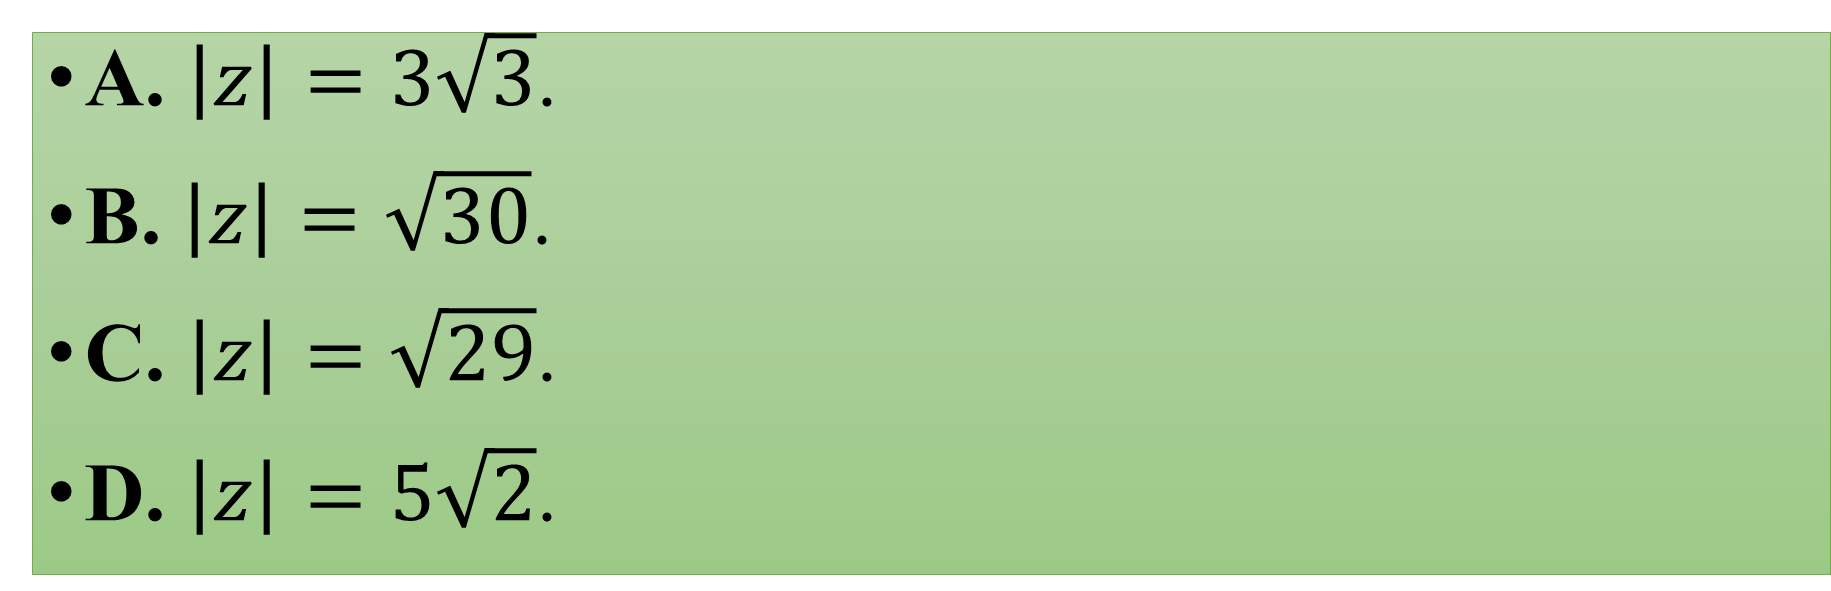 • A. |z| = 3√3.
• B. |z| = √30.
• C. |z| = √29.
• D. |z| = 5√2.